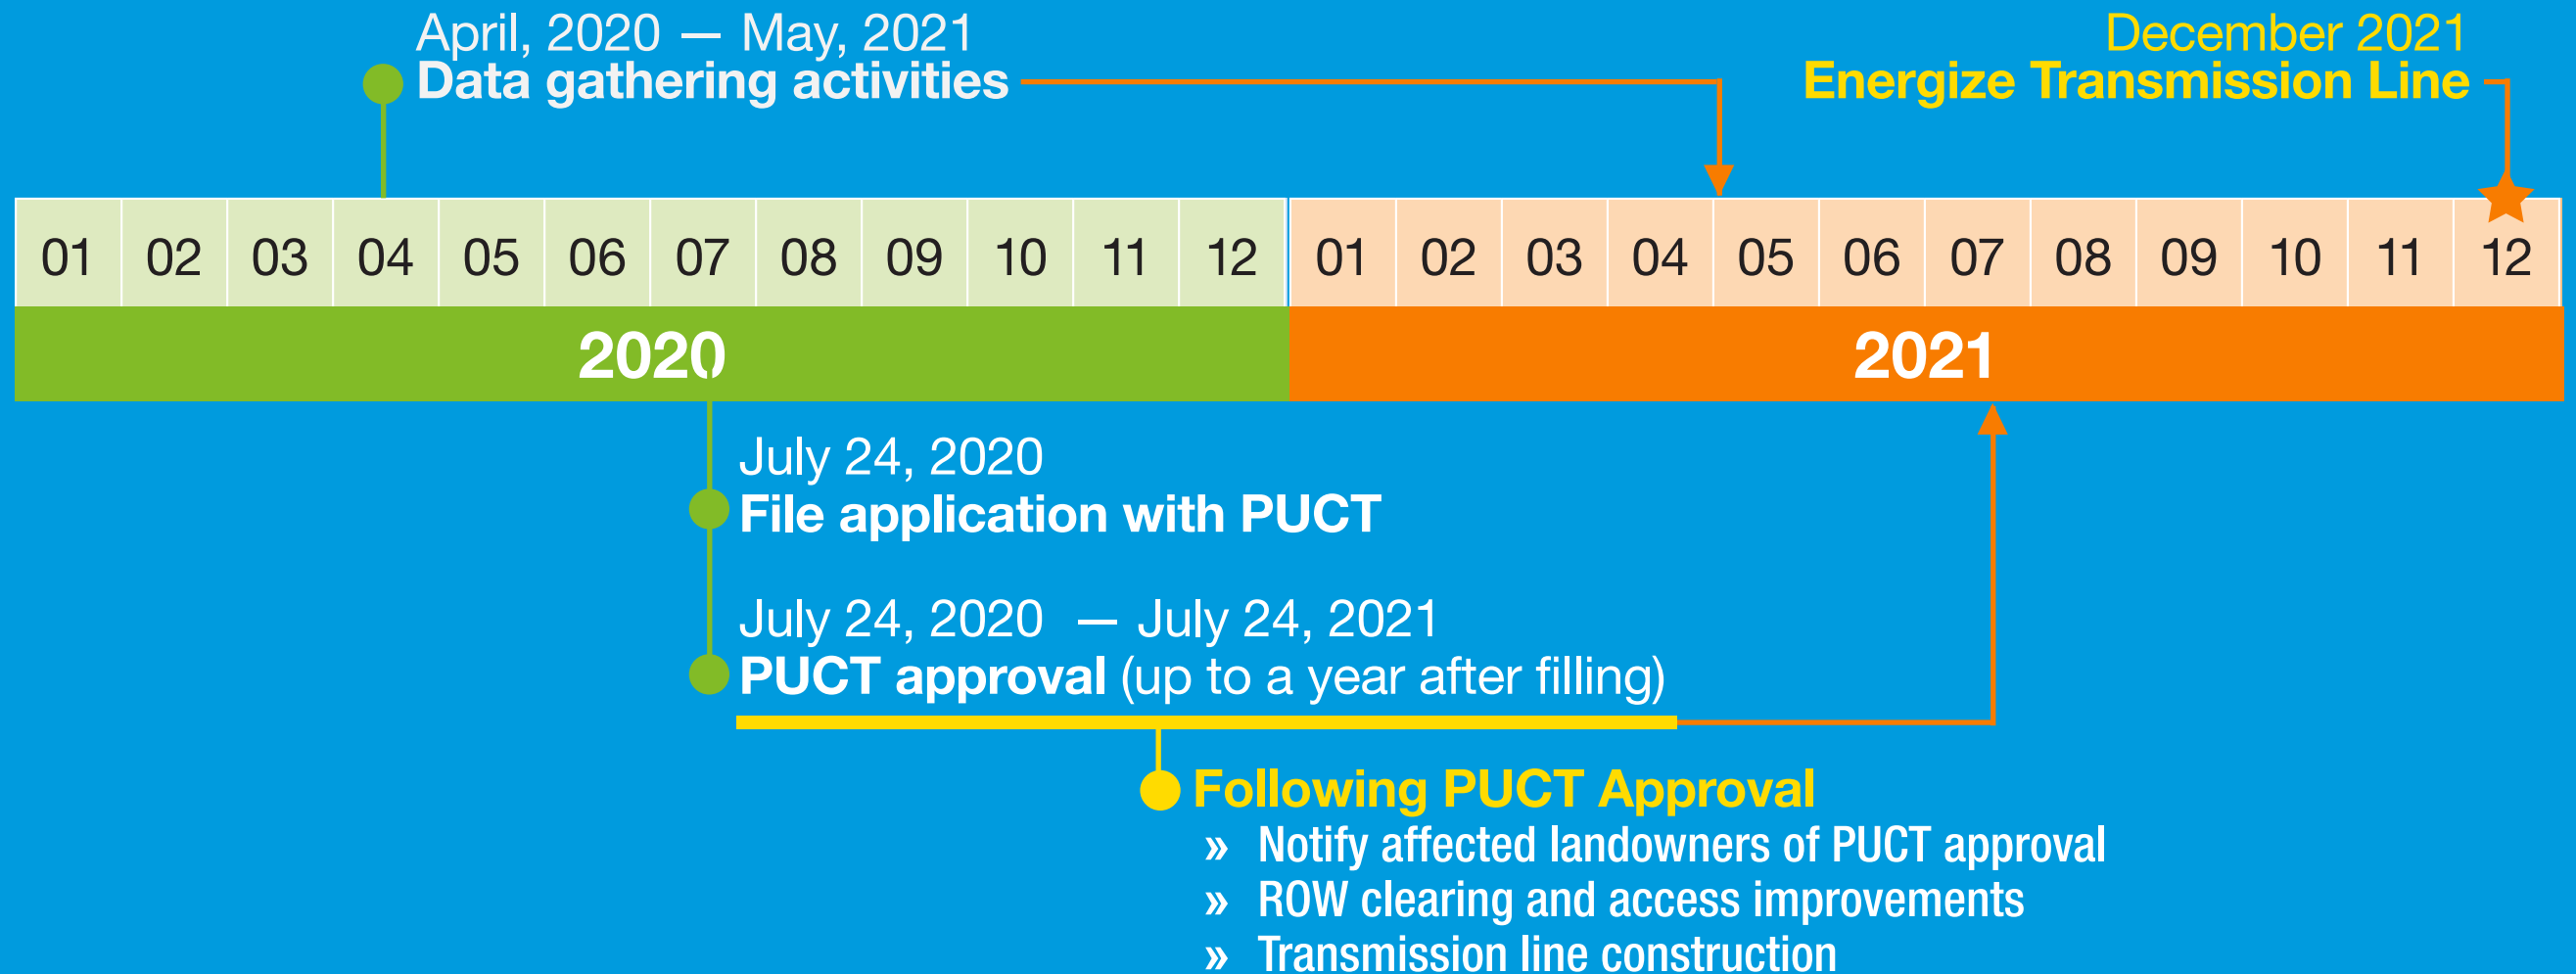 April, 2020 — May, 2021
Data gathering activities
December 2021
Energize Transmission Line
01 02 03 04 05 06 07 08 09 10 11 12 01 02 03 04 05 06 07 08 09 10 11 12
2020 2021
July 24, 2020
File application with PUCT
July 24, 2020 — July 24, 2021
PUCT approval (up to a year after filling)
Following PUCT Approval
» Notify affected landowners of PUCT approval
» ROW clearing and access improvements
» Transmission line construction